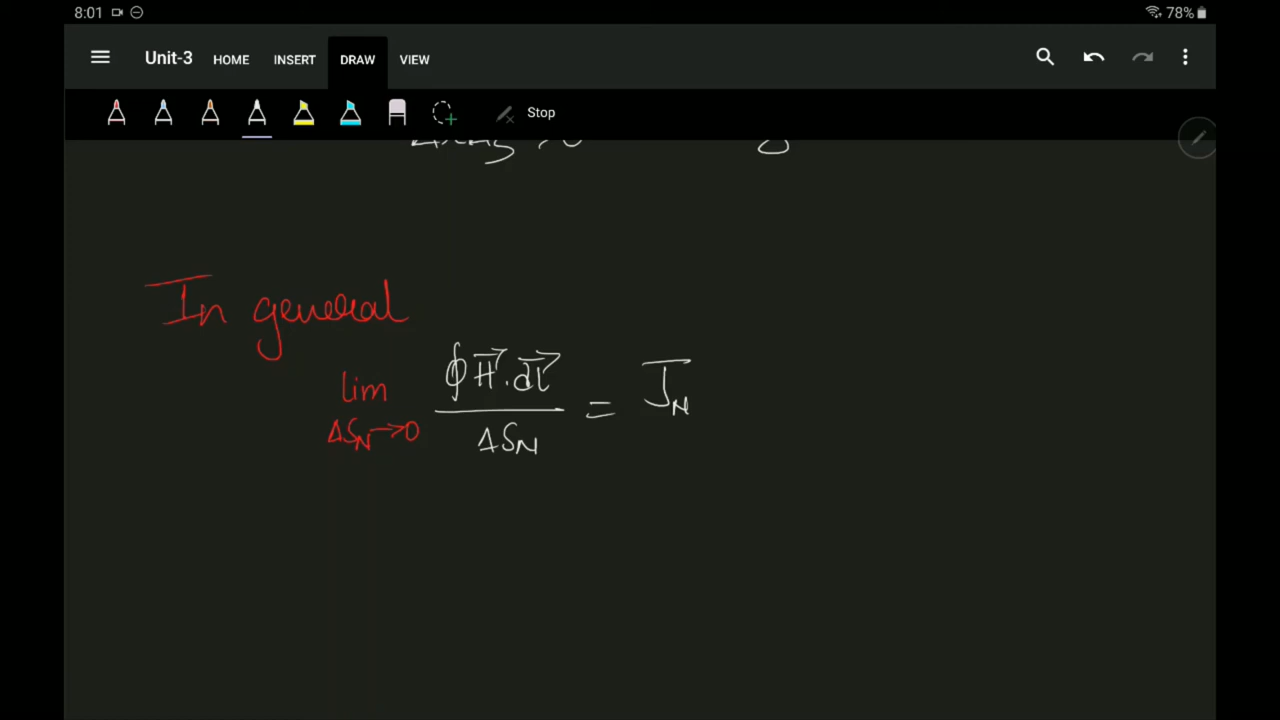 8:01 78%
Unit-3 HOME INSERT DRAW VIEW
Stop
In general
lim ∮H⃗.dl⃗ / ΔS_N = J_N
ΔS_N→0